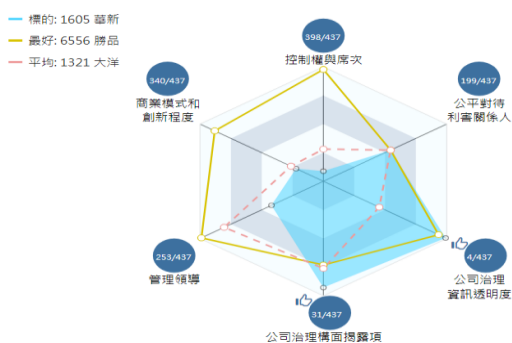 標的: 1605 華新
最好: 6556 勝品
平均: 1321 大洋
398/437
控制權與席次
340/437
商業模式和
創新程度
199/437
公平對待
利害關係人
253/437
管理領導
4/437
公司治理
資訊透明度
31/437
公司治理構面揭露項